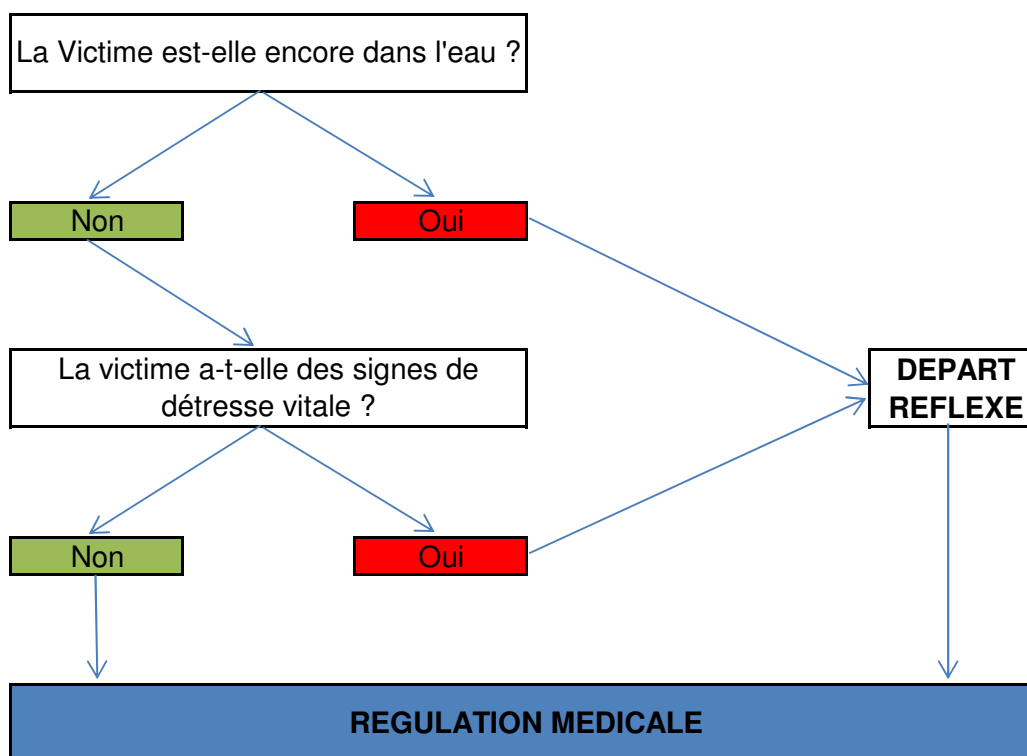 La Victime est-elle encore dans l'eau ?
Non
Oui
La victime a-t-elle des signes de
détresse vitale ?
DEPART
REFLEXE
Non
Oui
REGULATION MEDICALE